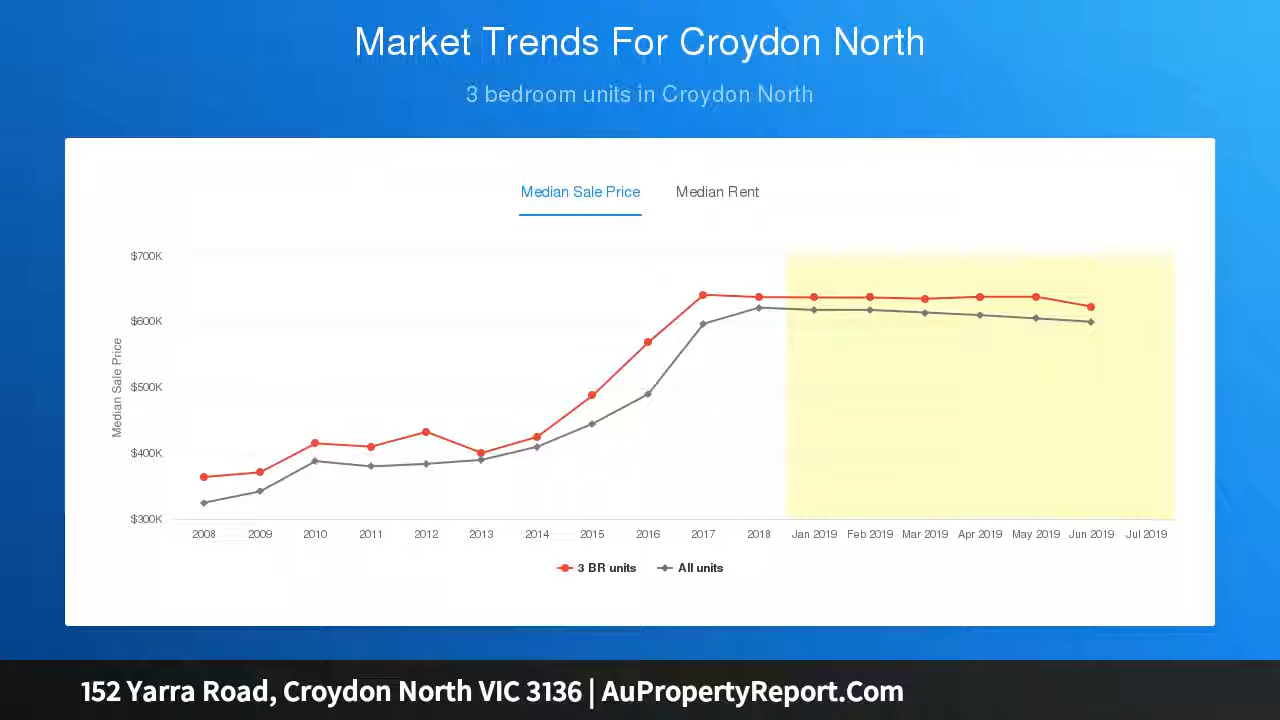 Market Trends For Croydon North
3 bedroom units in Croydon North
Median Sale Price Median Rent
Median Sale Price
$700K
$600K
$500K
$400K
$300K
2008 2009 2010 2011 2012 2013 2014 2015 2016 2017 2018 Jan 2019 Feb 2019 Mar 2019 Apr 2019 May 2019 Jun 2019 Jul 2019
3 BR units All units
152 Yarra Road, Croydon North VIC 3136 | AuPropertyReport.Com